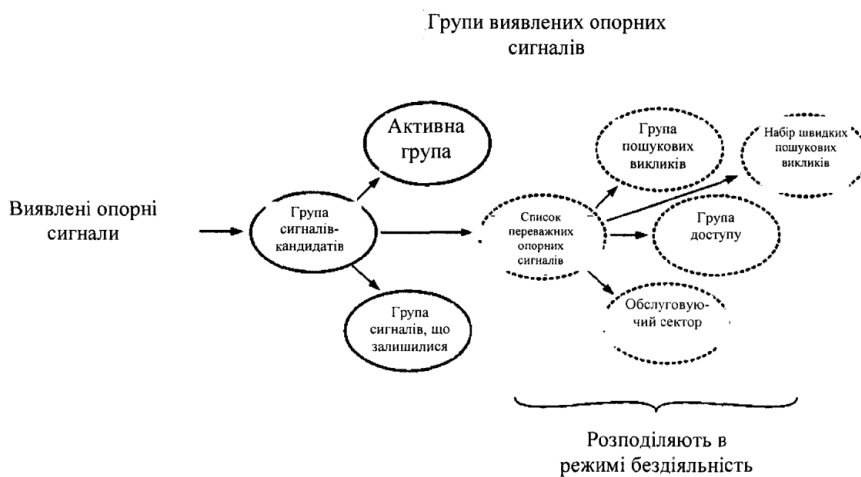 Групи виявлених опорних
сигналів
Активна
група
Група
пошукових
викликів
Набір швидких
пошукових
викликів
Виявлені опорні
сигнали
Група
сигналів-
кандидатів
Список
переважних
опорних
сигналів
Група
доступу
Група
сигналів, що
залишилися
Обслуговую-
чий сектор
Розподіляють в
режимі бездіяльність